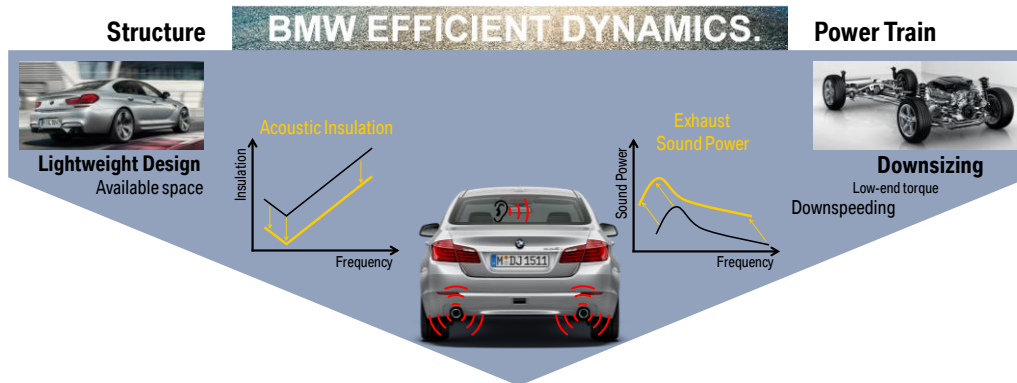 Structure
BMW EFFICIENT DYNAMICS.
Power Train
Acoustic Insulation
Insulation
Frequency
Lightweight Design
Available space
Exhaust
Sound Power
Sound Power
Frequency
Downsizing
Low-end torque
Downspeeding
M DJ 1511